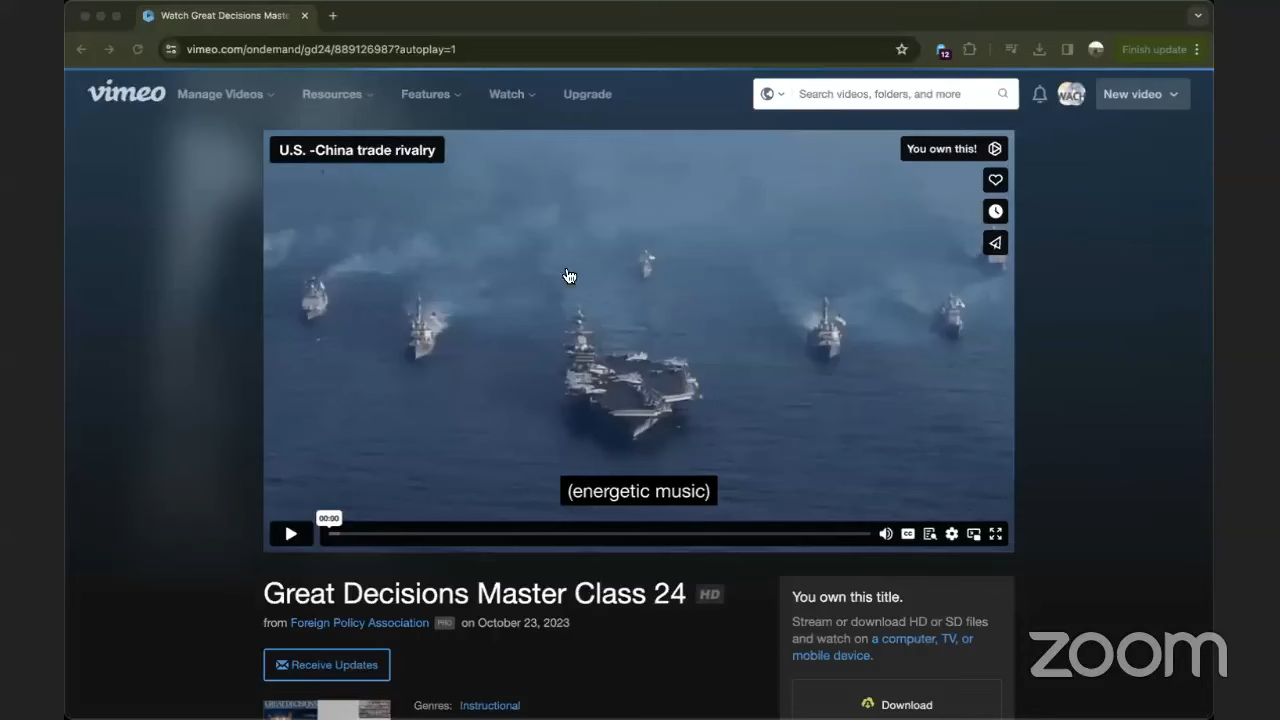 Watch Great Decisions Maste
vimeo.com/ondemand/gd24/889126987?autoplay=1
12
Finish update
vimeo
Manage Videos
Resources
Features
Watch
Upgrade
Search videos, folders, and more
WACH
New video
U.S. -China trade rivalry
You own this!
(energetic music)
00:00
CC
Great Decisions Master Class 24 HD
from Foreign Policy Association PRO on October 23, 2023
Receive Updates
You own this title.
Stream or download HD or SD files
and watch on a computer, TV, or
mobile device.
Download
GREAT DECISIONS
Genres: Instructional
zoom